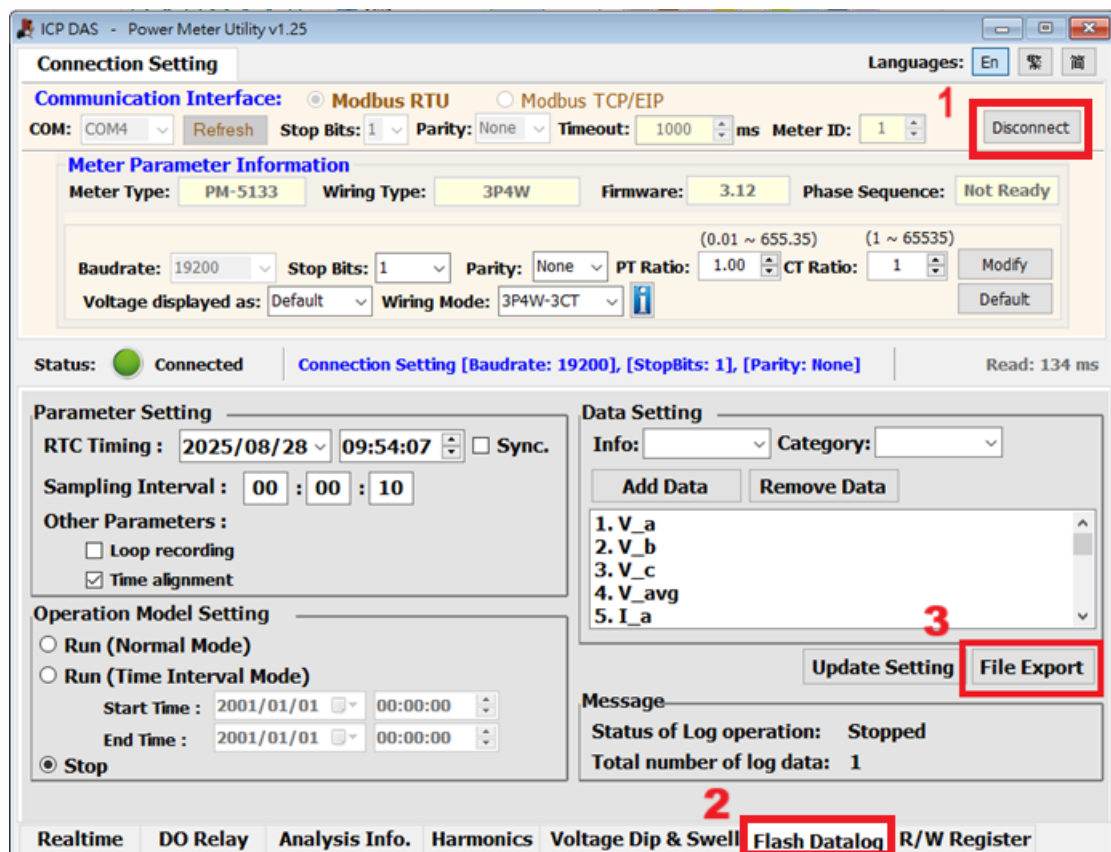 ICP DAS - Power Meter Utility v1.25
Connection Setting
Languages: En 繁 簡
Communication Interface: Modbus RTU Modbus TCP/EIP
1
COM: COM4 Refresh Stop Bits: 1 Parity: None Timeout: 1000 ms Meter ID: 1 Disconnect
Meter Parameter Information
Meter Type: PM-5133 Wiring Type: 3P4W Firmware: 3.12 Phase Sequence: Not Ready
(0.01 ~ 655.35) (1 ~ 65535)
Baudrate: 19200 Stop Bits: 1 Parity: None PT Ratio: 1.00 CT Ratio: 1 Modify
Voltage displayed as: Default Wiring Mode: 3P4W-3CT i Default
Status: Connected Connection Setting [Baudrate: 19200], [StopBits: 1], [Parity: None] Read: 134 ms
Parameter Setting
RTC Timing : 2025/08/28 09:54:07 Sync.
Sampling Interval : 00 : 00 : 10
Other Parameters :
Loop recording
Time alignment
Operation Model Setting
Run (Normal Mode)
Run (Time Interval Mode)
Start Time : 2001/01/01 00:00:00
End Time : 2001/01/01 00:00:00
Stop
Data Setting
Info: Category:
Add Data Remove Data
1. V_a
2. V_b
3. V_c
4. V_avg
5. I_a
3
Update Setting File Export
Message
Status of Log operation: Stopped
Total number of log data: 1
2
Realtime DO Relay Analysis Info. Harmonics Voltage Dip & Swell Flash Datalog R/W Register